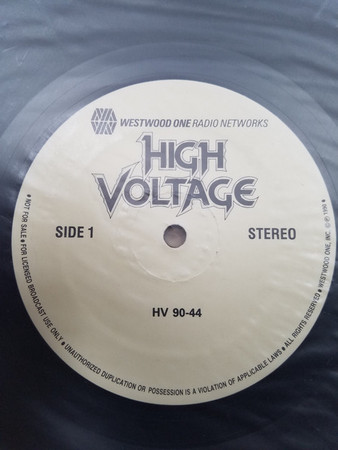 WESTWOOD ONE RADIO NETWORKS
HIGH
VOLTAGE
SIDE 1
STEREO
HV 90-44
• NOT FOR SALE • FOR LICENSED BROADCAST USE ONLY • UNAUTHORIZED DUPLICATION OR POSSESSION IS A VIOLATION OF APPLICABLE LAWS • ALL RIGHTS RESERVED • WESTWOOD ONE, INC. © ℗ 1990 •